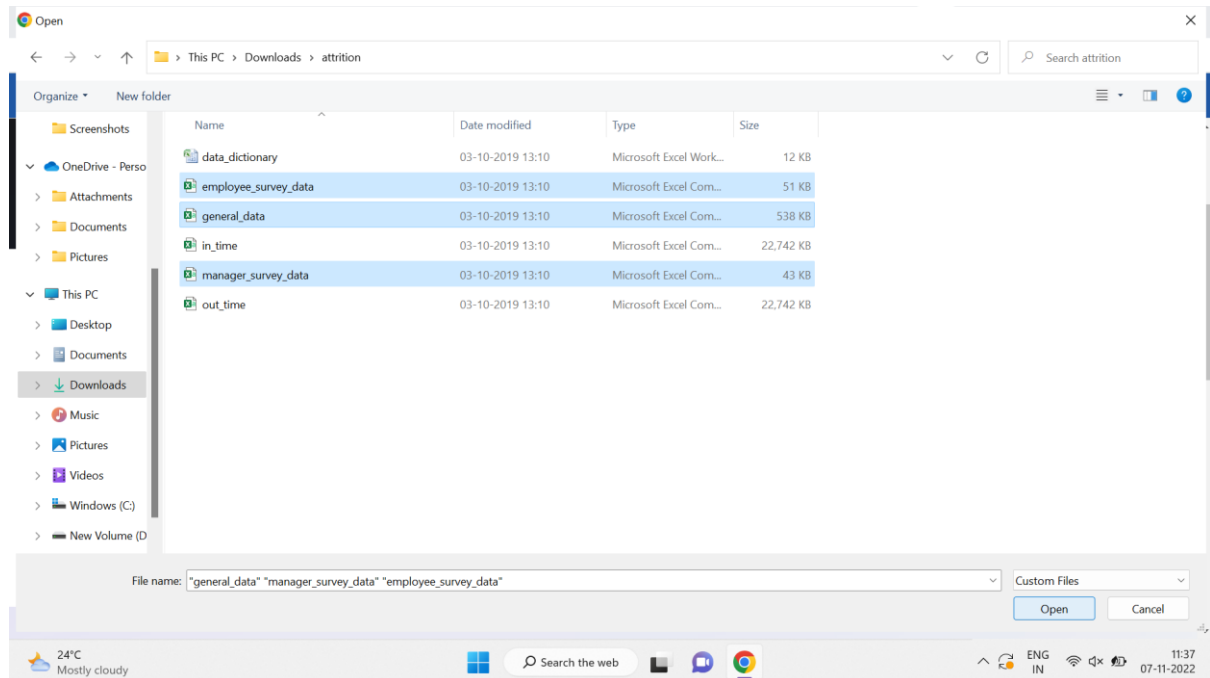 Open
This PC > Downloads > attrition
Search attrition
Organize
New folder
Screenshots
OneDrive - Perso
Attachments
Documents
Pictures
This PC
Desktop
Documents
Downloads
Music
Pictures
Videos
Windows (C:)
New Volume (D
Name Date modified Type Size
data_dictionary 03-10-2019 13:10 Microsoft Excel Work... 12 KB
employee_survey_data 03-10-2019 13:10 Microsoft Excel Com... 51 KB
general_data 03-10-2019 13:10 Microsoft Excel Com... 538 KB
in_time 03-10-2019 13:10 Microsoft Excel Com... 22,742 KB
manager_survey_data 03-10-2019 13:10 Microsoft Excel Com... 43 KB
out_time 03-10-2019 13:10 Microsoft Excel Com... 22,742 KB
File name: "general_data" "manager_survey_data" "employee_survey_data"
Custom Files
Open
Cancel
24°C
Mostly cloudy
Search the web
ENG
IN
11:37
07-11-2022